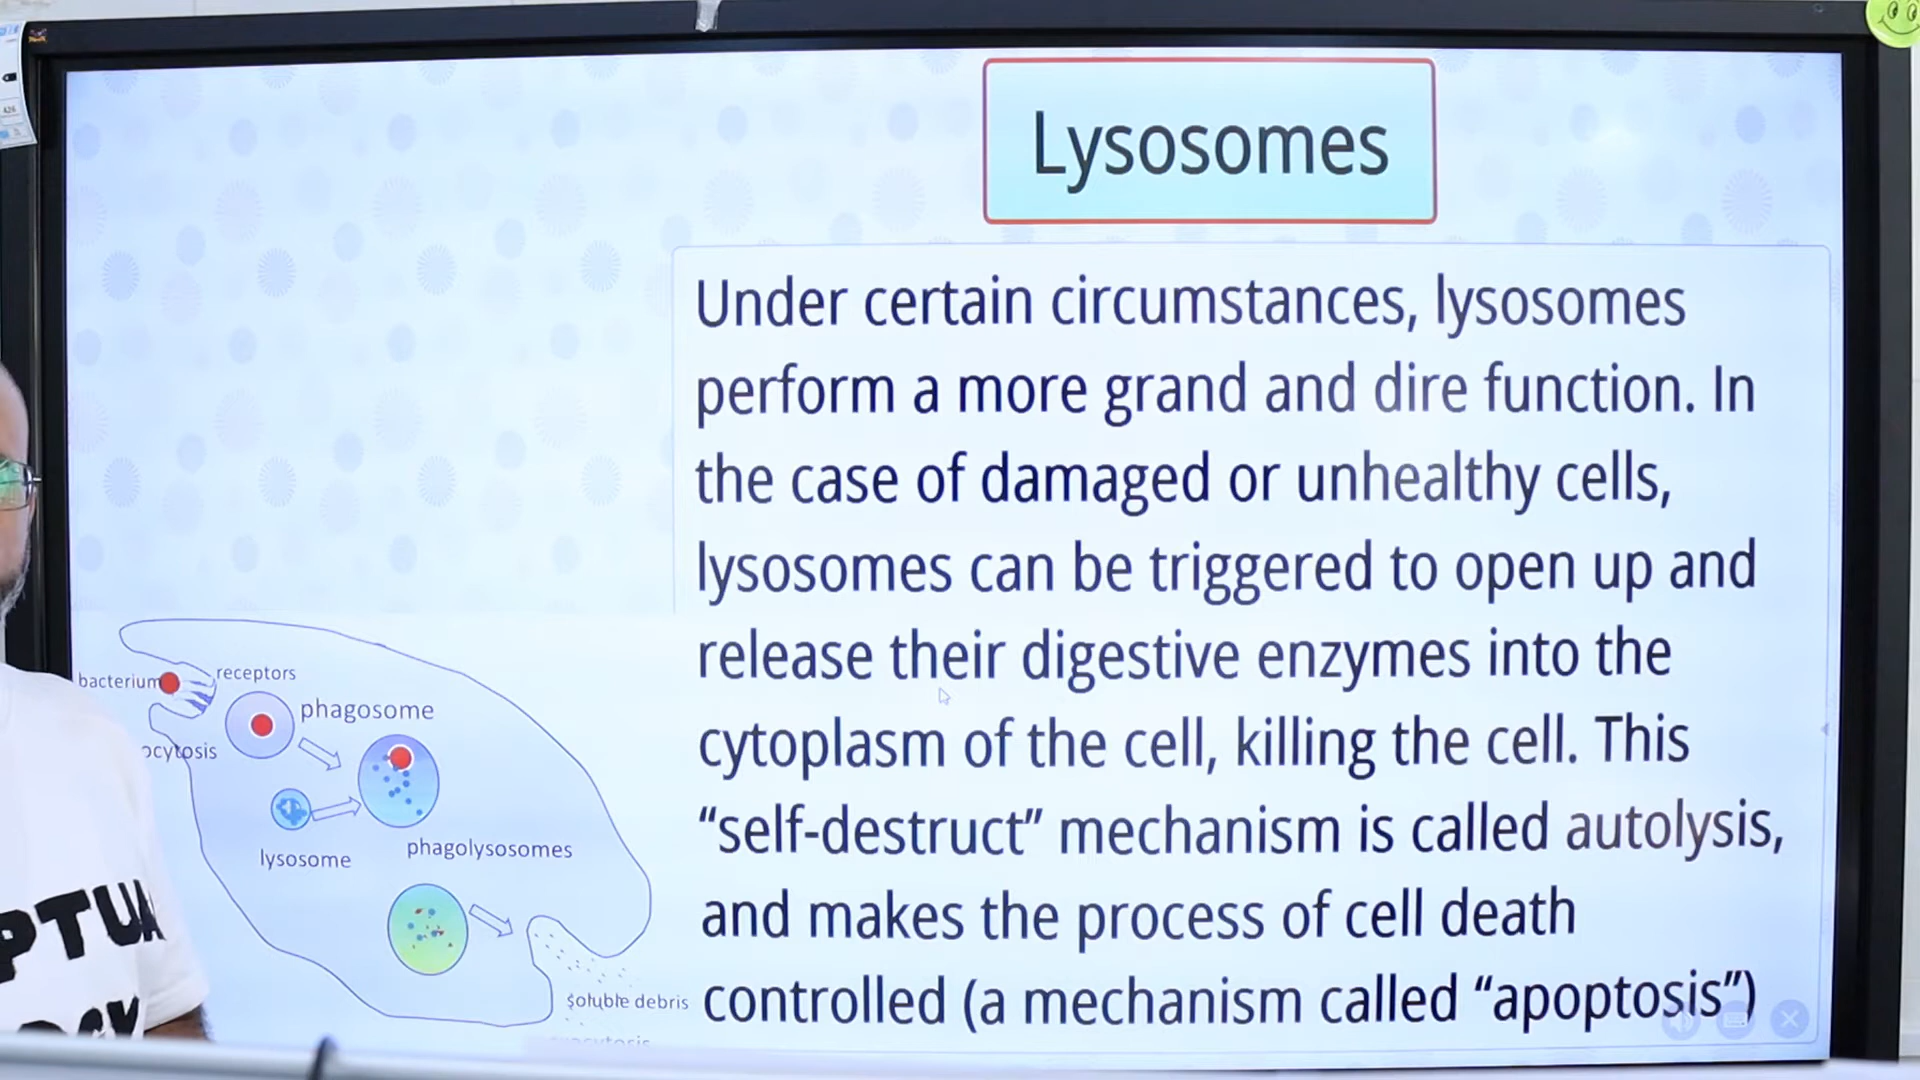 Lysosomes
Under certain circumstances, lysosomes
perform a more grand and dire function. In
the case of damaged or unhealthy cells,
lysosomes can be triggered to open up and
release their digestive enzymes into the
cytoplasm of the cell, killing the cell. This
“self-destruct” mechanism is called autolysis,
and makes the process of cell death
controlled (a mechanism called “apoptosis”)
bacterium
receptors
phagosome
ocytosis
lysosome
phagolysosomes
soluble debris
PTUA